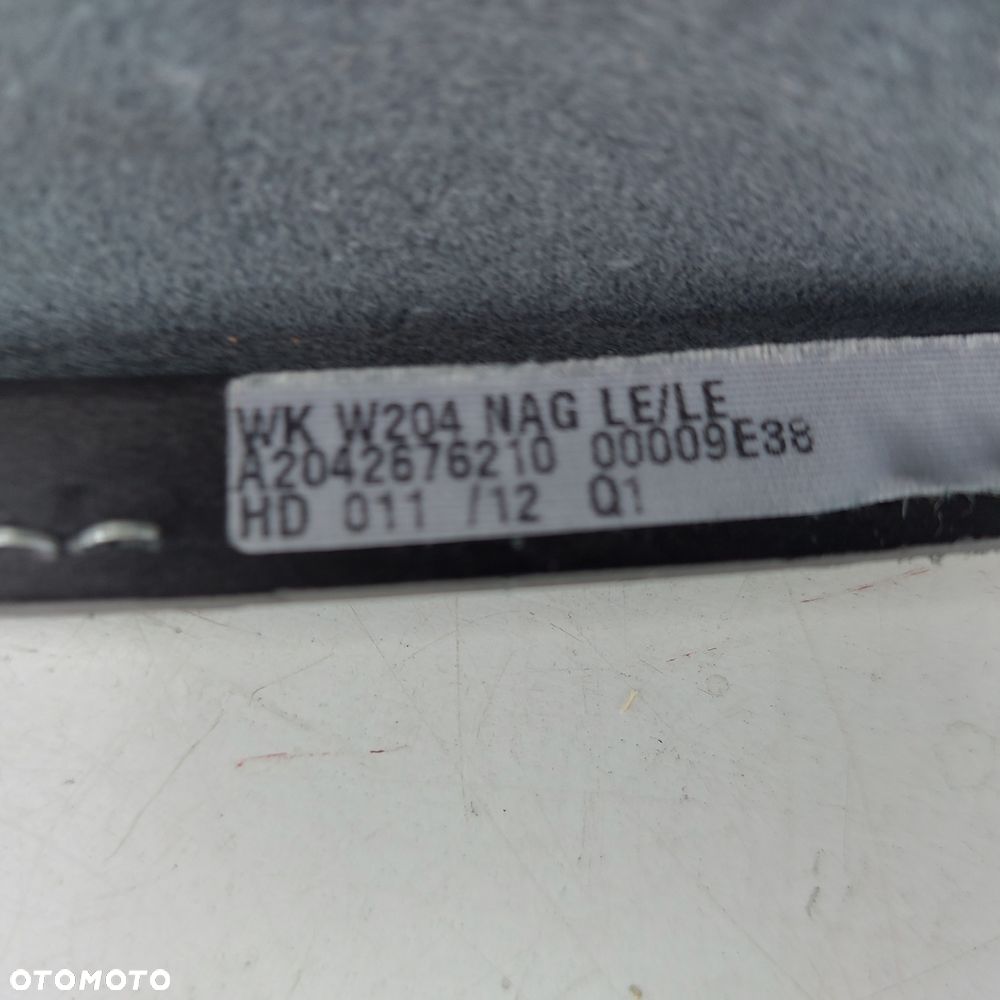 WK W204 NAG LE/LE
A2042676210 00009E38
HD 011 /12 Q1
OTOMOTO